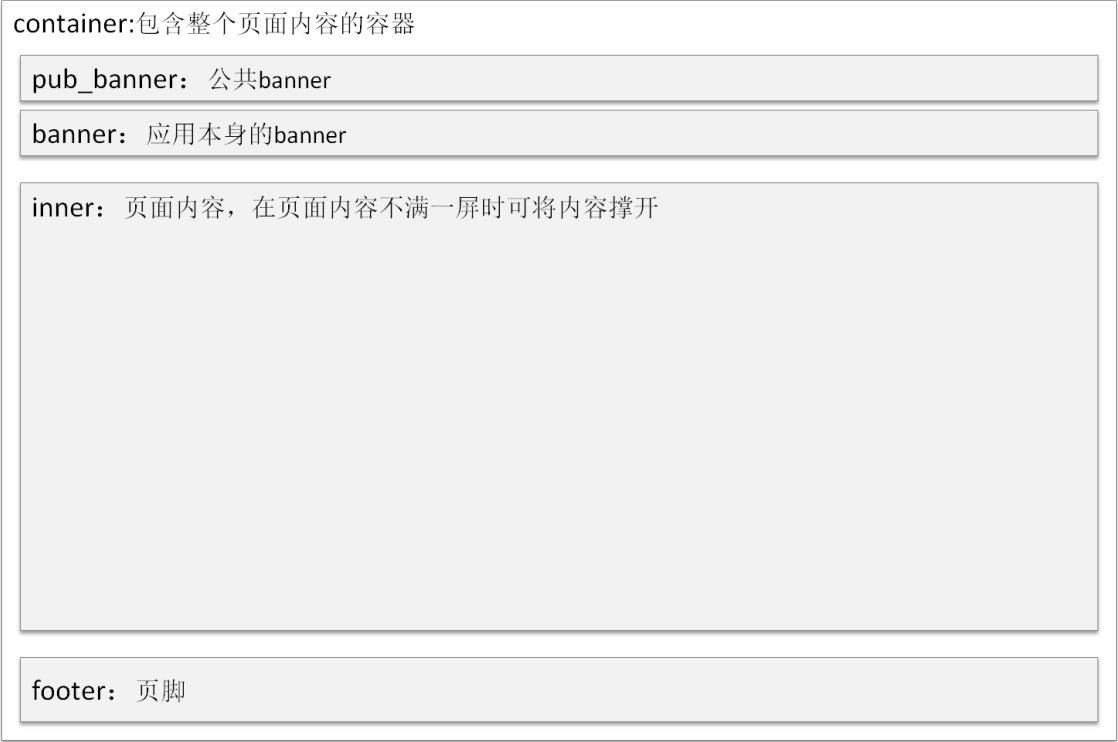 container:包含整个页面内容的容器
pub_banner： 公共banner
banner： 应用本身的banner
inner： 页面内容，在页面内容不满一屏时可将内容撑开
footer： 页脚